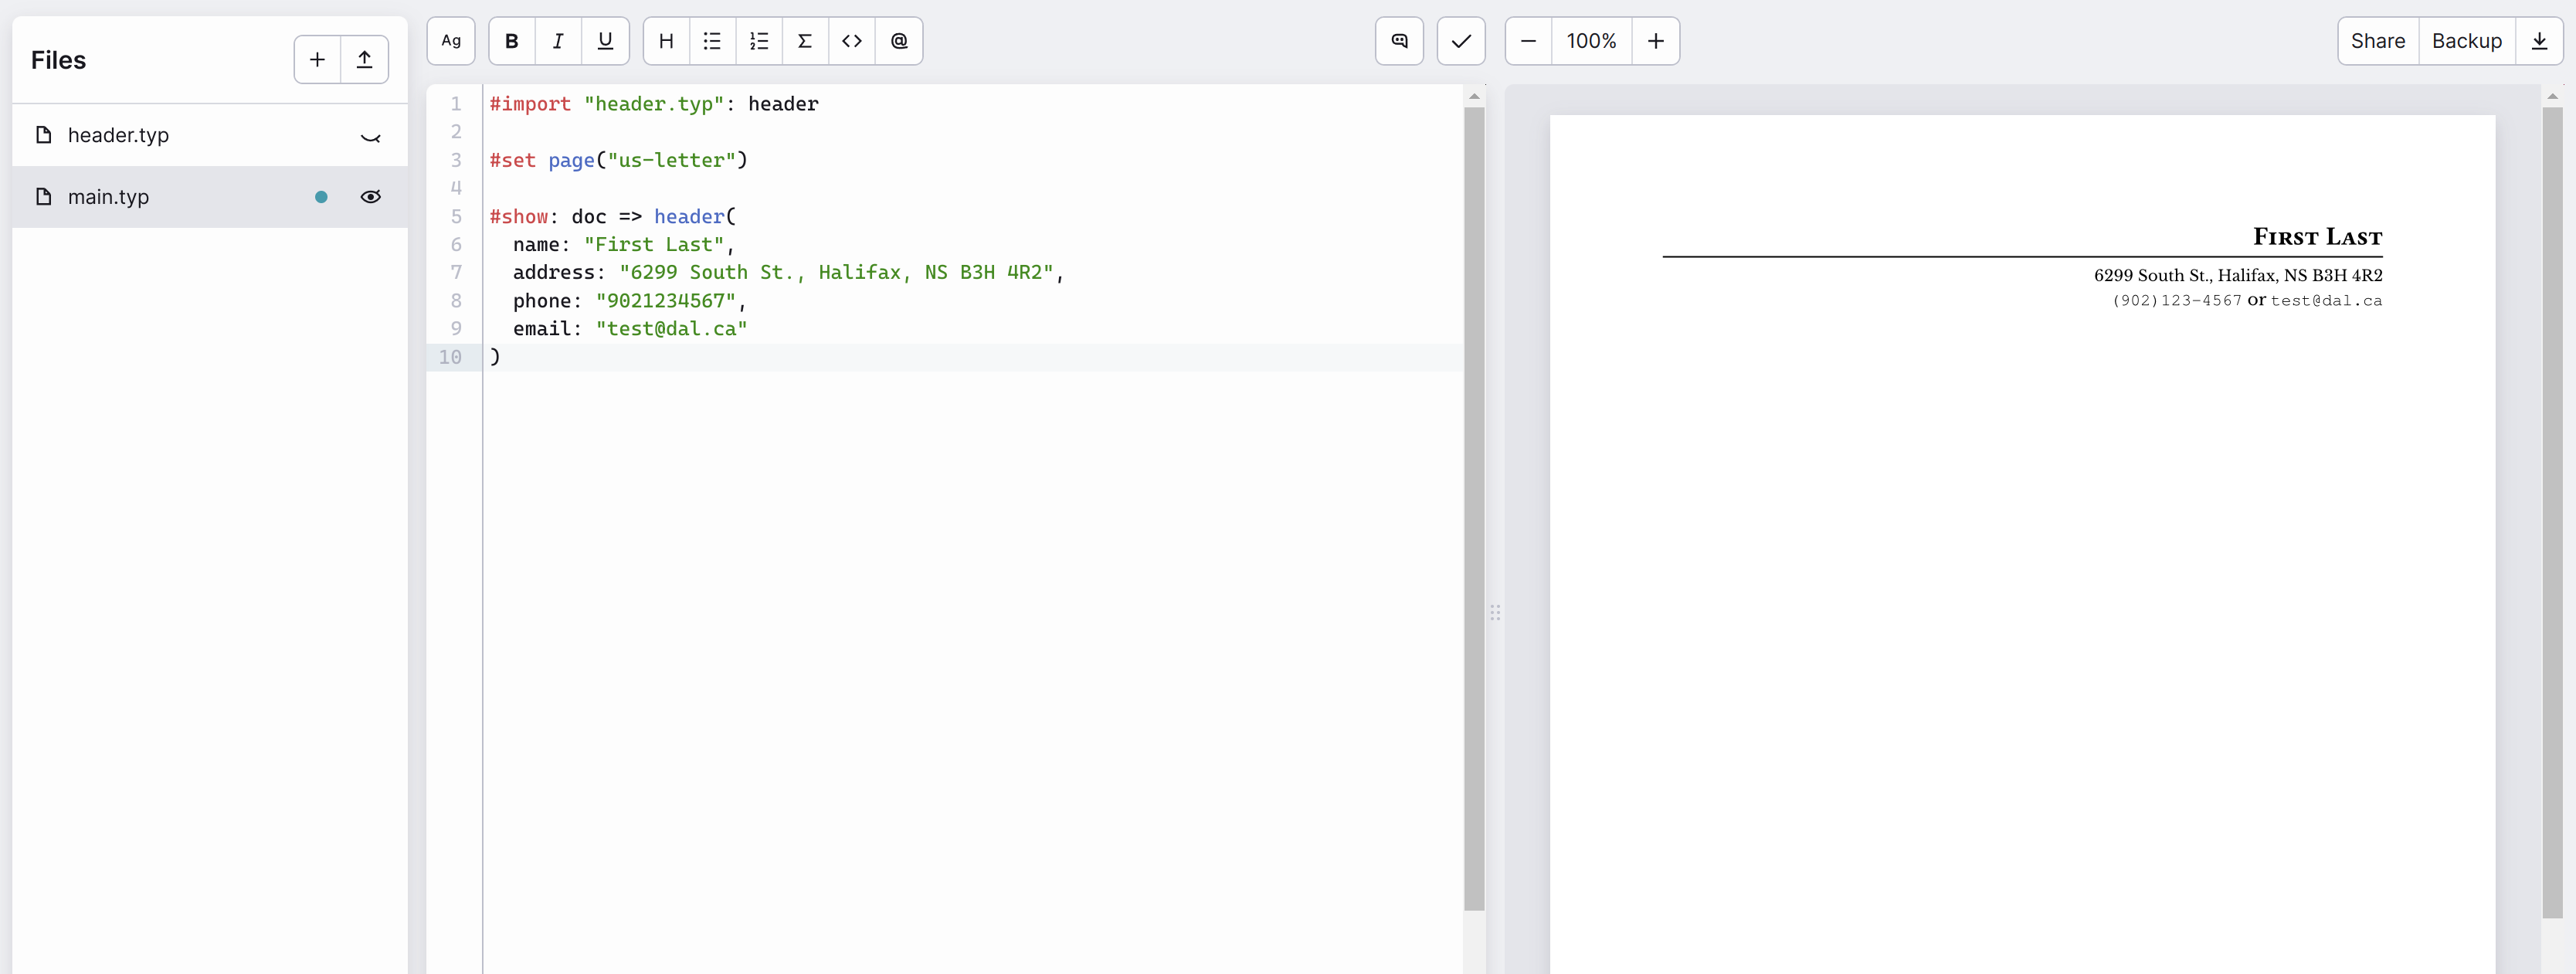 Files
header.typ
main.typ
Ag B I U H Σ <> @
100%
Share Backup
1 #import "header.typ": header
2
3 #set page("us-letter")
4
5 #show: doc => header(
6 name: "First Last",
7 address: "6299 South St., Halifax, NS B3H 4R2",
8 phone: "9021234567",
9 email: "test@dal.ca"
10 )
First Last
6299 South St., Halifax, NS B3H 4R2
(902)123-4567 or test@dal.ca